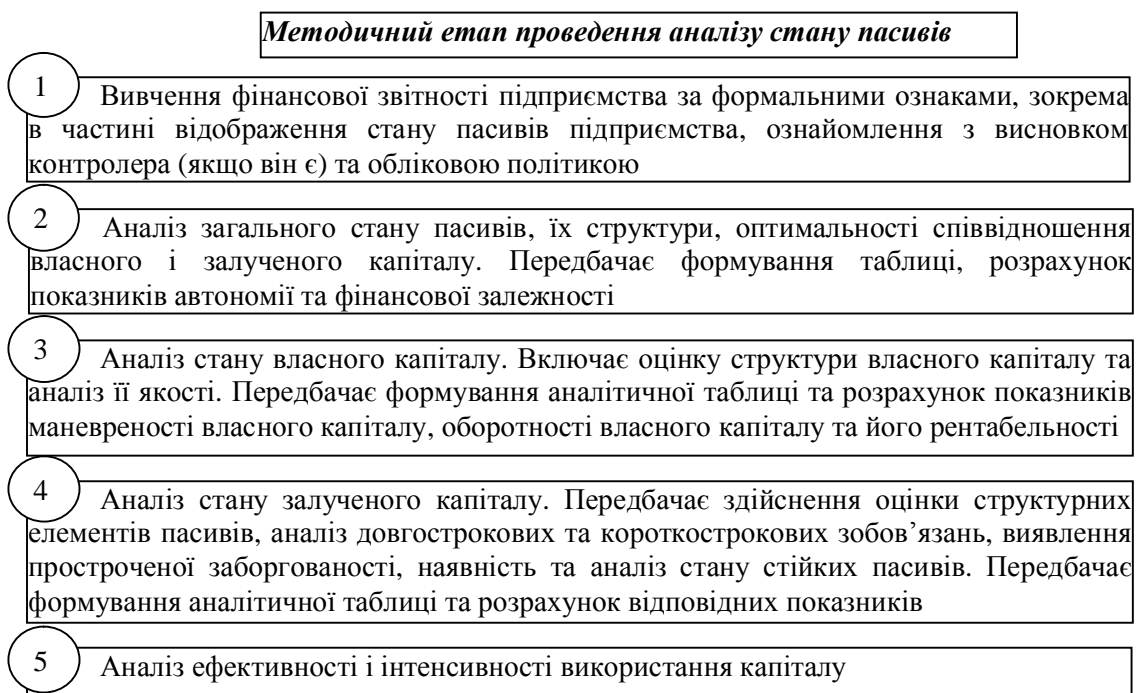 Методичний етап проведення аналізу стану пасивів
1
Вивчення фінансової звітності підприємства за формальними ознаками, зокрема
в частині відображення стану пасивів підприємства, ознайомлення з висновком
контролера (якщо він є) та обліковою політикою
2
Аналіз загального стану пасивів, їх структури, оптимальності співвідношення
власного і залученого капіталу. Передбачає формування таблиці, розрахунок
показників автономії та фінансової залежності
3
Аналіз стану власного капіталу. Включає оцінку структури власного капіталу та
аналіз її якості. Передбачає формування аналітичної таблиці та розрахунок показників
маневреності власного капіталу, оборотності власного капіталу та його рентабельності
4
Аналіз стану залученого капіталу. Передбачає здійснення оцінки структурних
елементів пасивів, аналіз довгострокових та короткострокових зобов’язань, виявлення
простроченої заборгованості, наявність та аналіз стану стійких пасивів. Передбачає
формування аналітичної таблиці та розрахунок відповідних показників
5
Аналіз ефективності і інтенсивності використання капіталу